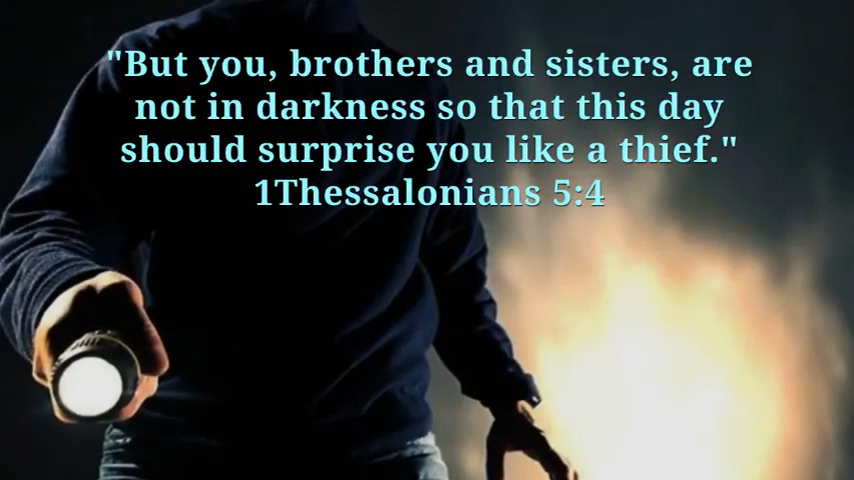 "But you, brothers and sisters, are
not in darkness so that this day
should surprise you like a thief."
1Thessalonians 5:4